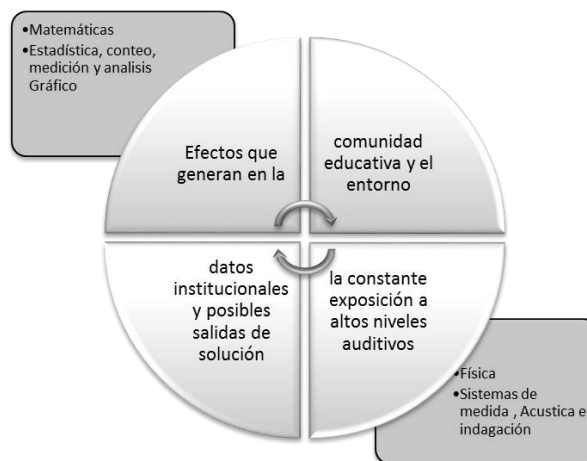 •Matemáticas
•Estadística, conteo,
medición y analisis
Gráfico
Efectos que
generan en la
comunidad
educativa y el
entorno
datos
institucionales
y posibles
salidas de
solución
la constante
exposición a
altos niveles
auditivos
•Física
•Sistemas de
medida , Acustica e
indagación